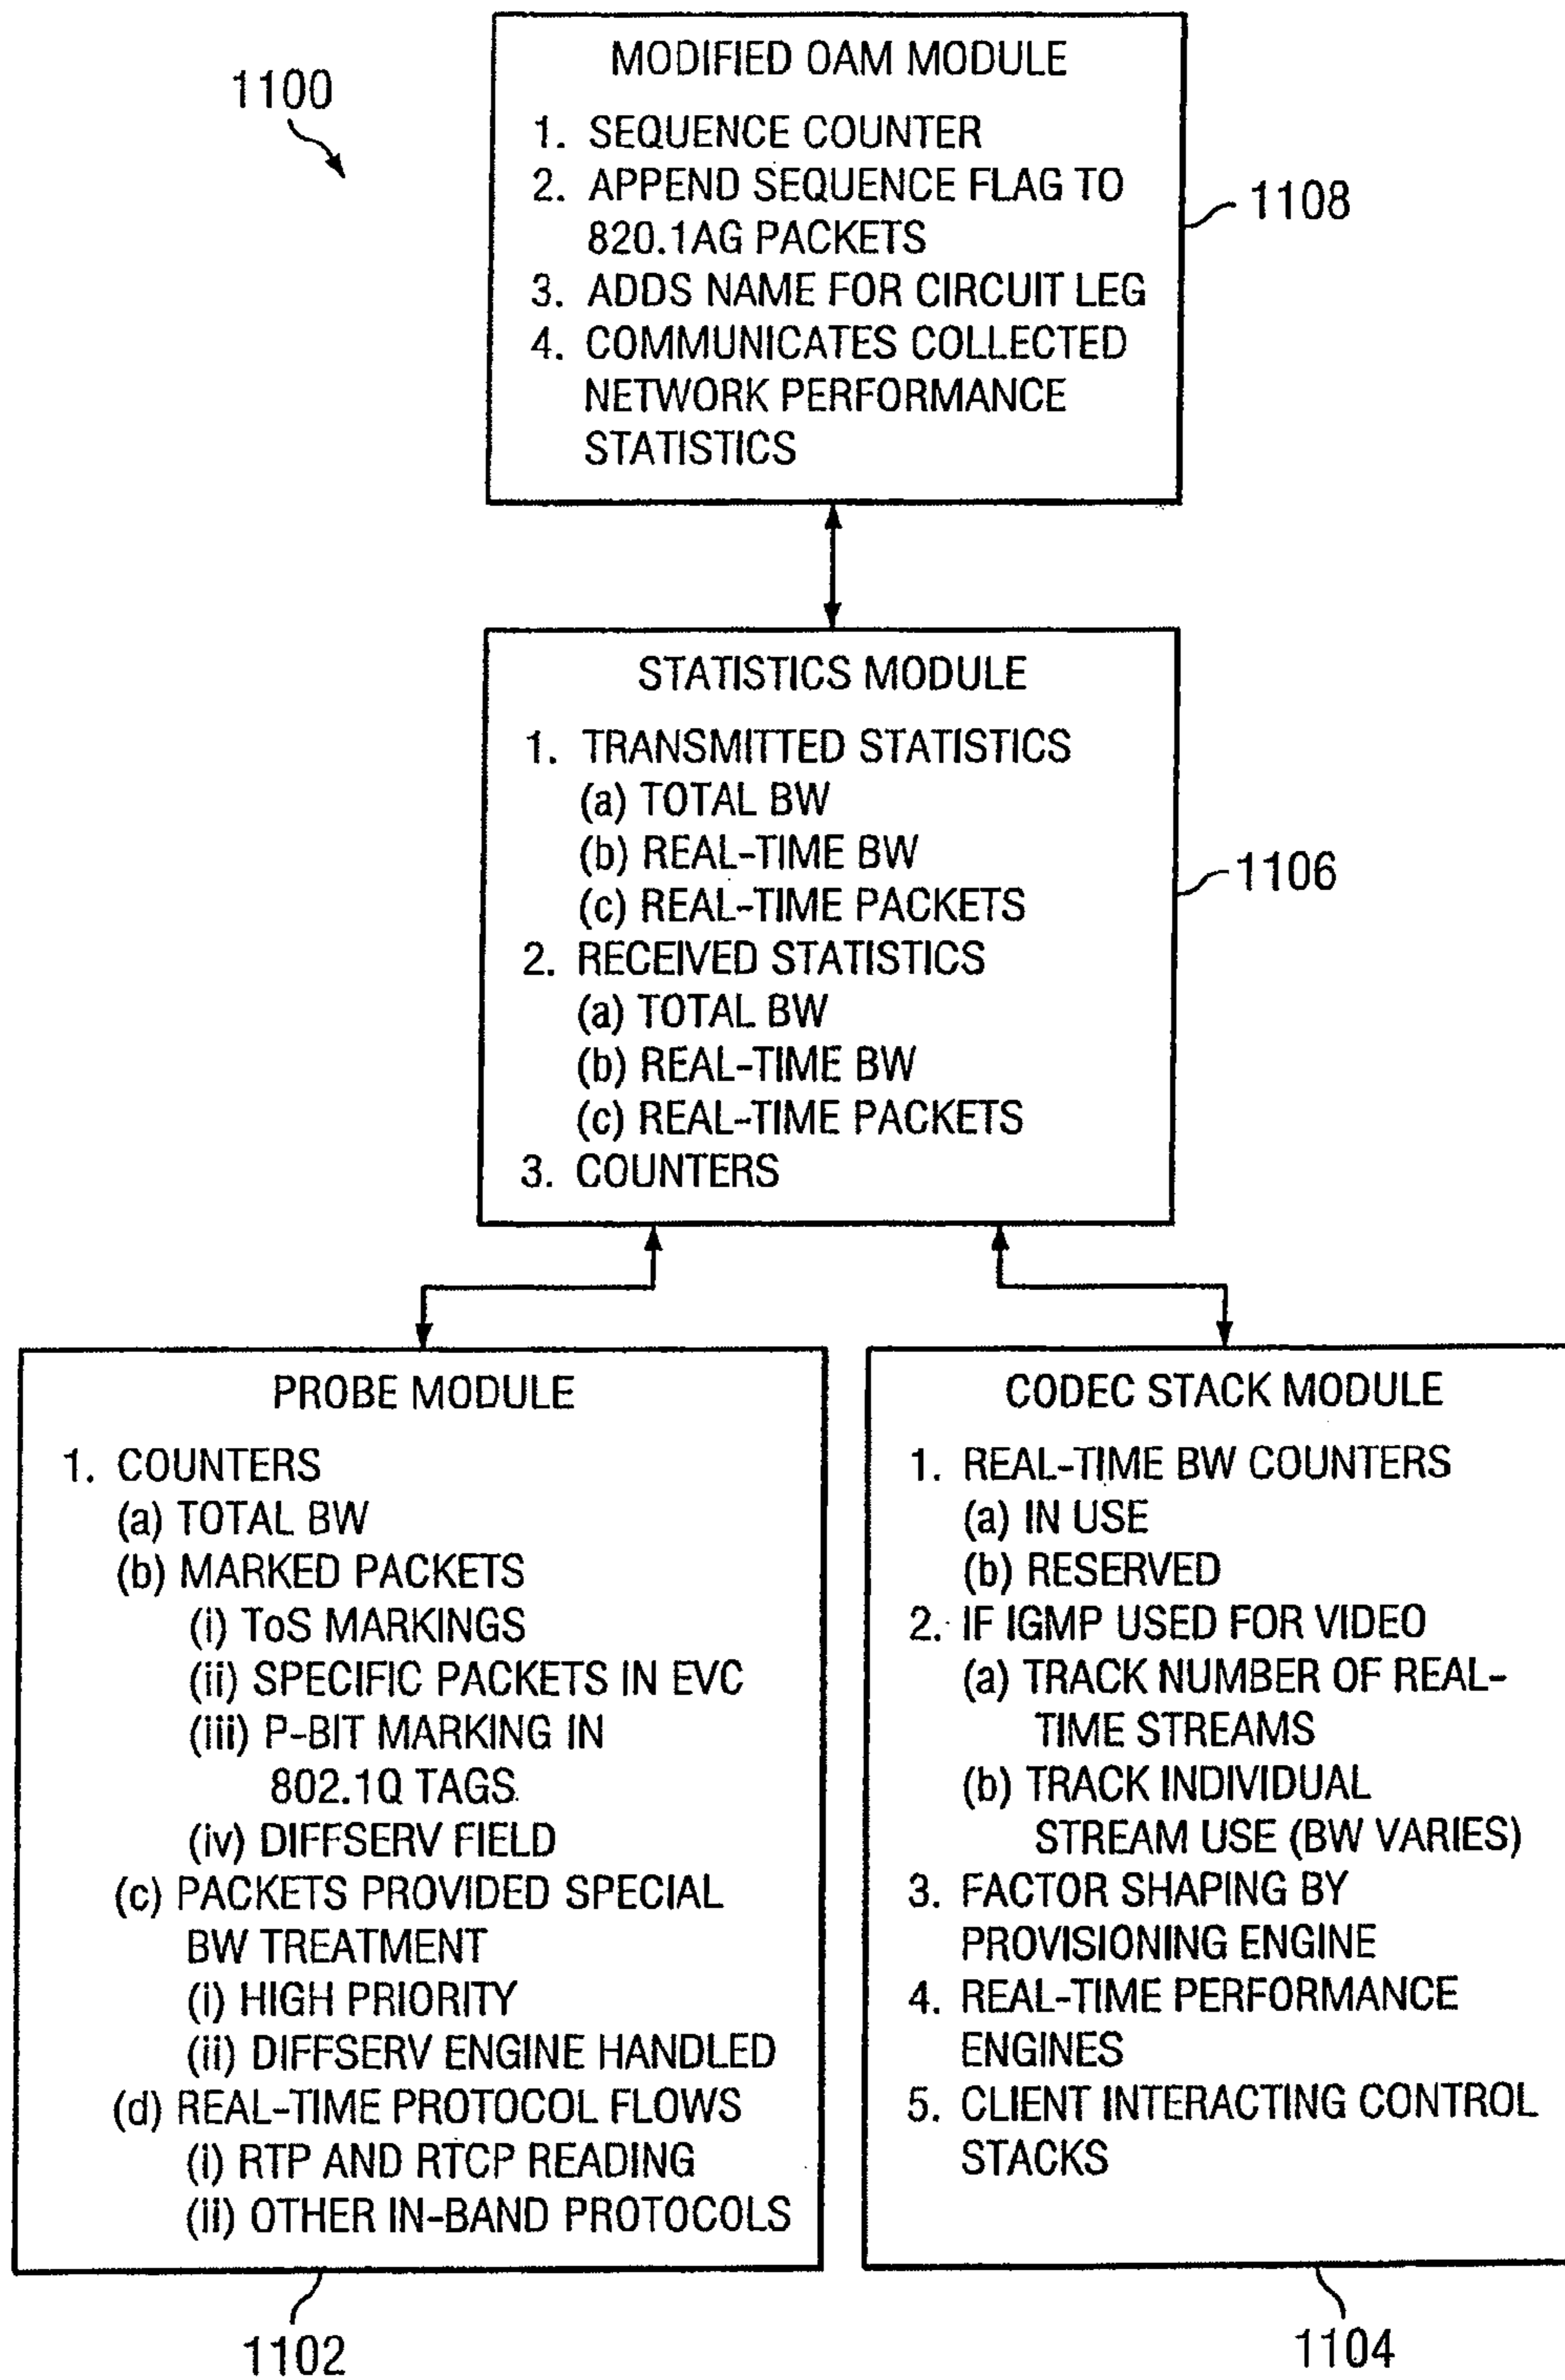 1100
MODIFIED OAM MODULE
1. SEQUENCE COUNTER
2. APPEND SEQUENCE FLAG TO
820.1AG PACKETS
3. ADDS NAME FOR CIRCUIT LEG
4. COMMUNICATES COLLECTED
NETWORK PERFORMANCE
STATISTICS
1108
STATISTICS MODULE
1. TRANSMITTED STATISTICS
(a) TOTAL BW
(b) REAL-TIME BW
(c) REAL-TIME PACKETS
2. RECEIVED STATISTICS
(a) TOTAL BW
(b) REAL-TIME BW
(c) REAL-TIME PACKETS
3. COUNTERS
1106
PROBE MODULE
1. COUNTERS
(a) TOTAL BW
(b) MARKED PACKETS
(i) ToS MARKINGS
(ii) SPECIFIC PACKETS IN EVC
(iii) P-BIT MARKING IN
802.1Q TAGS
(iv) DIFFSERV FIELD
(c) PACKETS PROVIDED SPECIAL
BW TREATMENT
(i) HIGH PRIORITY
(ii) DIFFSERV ENGINE HANDLED
(d) REAL-TIME PROTOCOL FLOWS
(i) RTP AND RTCP READING
(ii) OTHER IN-BAND PROTOCOLS
1102
CODEC STACK MODULE
1. REAL-TIME BW COUNTERS
(a) IN USE
(b) RESERVED
2. IF IGMP USED FOR VIDEO
(a) TRACK NUMBER OF REAL-
TIME STREAMS
(b) TRACK INDIVIDUAL
STREAM USE (BW VARIES)
3. FACTOR SHAPING BY
PROVISIONING ENGINE
4. REAL-TIME PERFORMANCE
ENGINES
5. CLIENT INTERACTING CONTROL
STACKS
1104